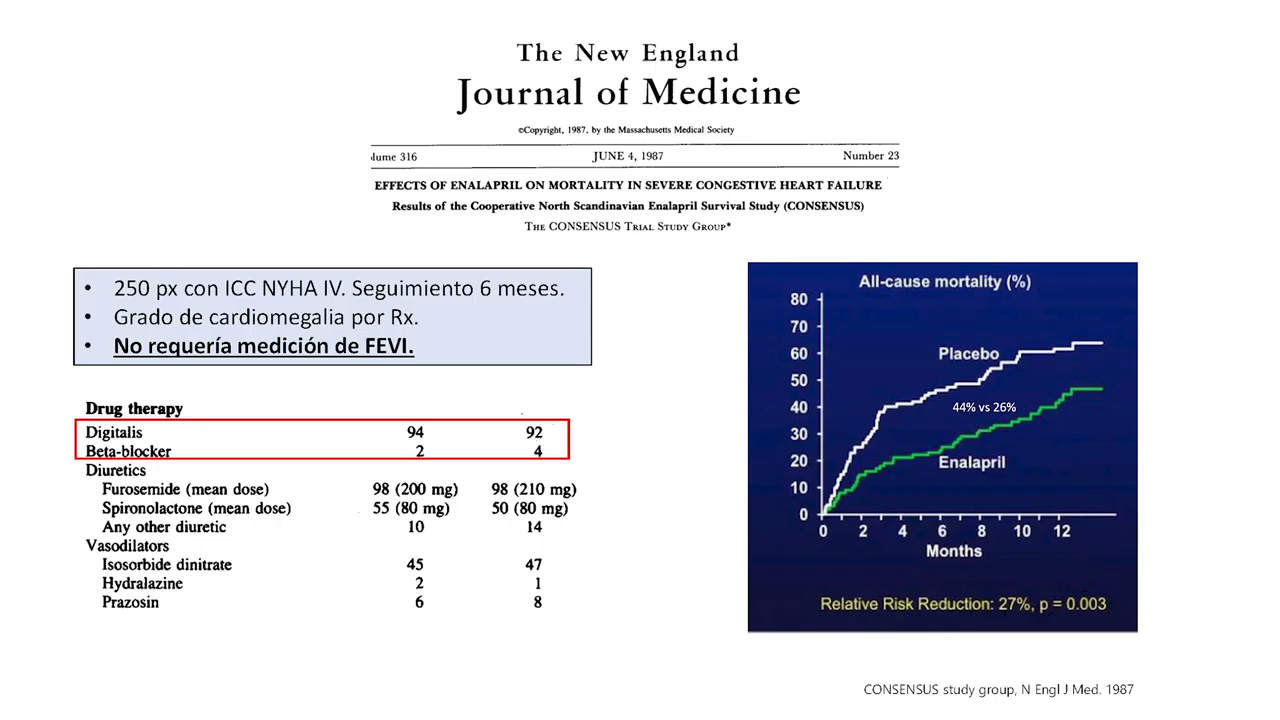 The New England
Journal of Medicine
©Copyright, 1987, by the Massachusetts Medical Society
lume 316 JUNE 4, 1987 Number 23
EFFECTS OF ENALAPRIL ON MORTALITY IN SEVERE CONGESTIVE HEART FAILURE
Results of the Cooperative North Scandinavian Enalapril Survival Study (CONSENSUS)
THE CONSENSUS TRIAL STUDY GROUP*
• 250 px con ICC NYHA IV. Seguimiento 6 meses.
• Grado de cardiomegalia por Rx.
• No requería medición de FEVI.
Drug therapy
Digitalis 94 92
Beta-blocker 2 4
Diuretics
Furosemide (mean dose) 98 (200 mg) 98 (210 mg)
Spironolactone (mean dose) 55 (80 mg) 50 (80 mg)
Any other diuretic 10 14
Vasodilators
Isosorbide dinitrate 45 47
Hydralazine 2 1
Prazosin 6 8
All-cause mortality (%)
80
70
60
50
40
30
20
10
0
Placebo
44% vs 26%
Enalapril
0 2 4 6 8 10 12
Months
Relative Risk Reduction: 27%, p = 0.003
CONSENSUS study group, N Engl J Med. 1987